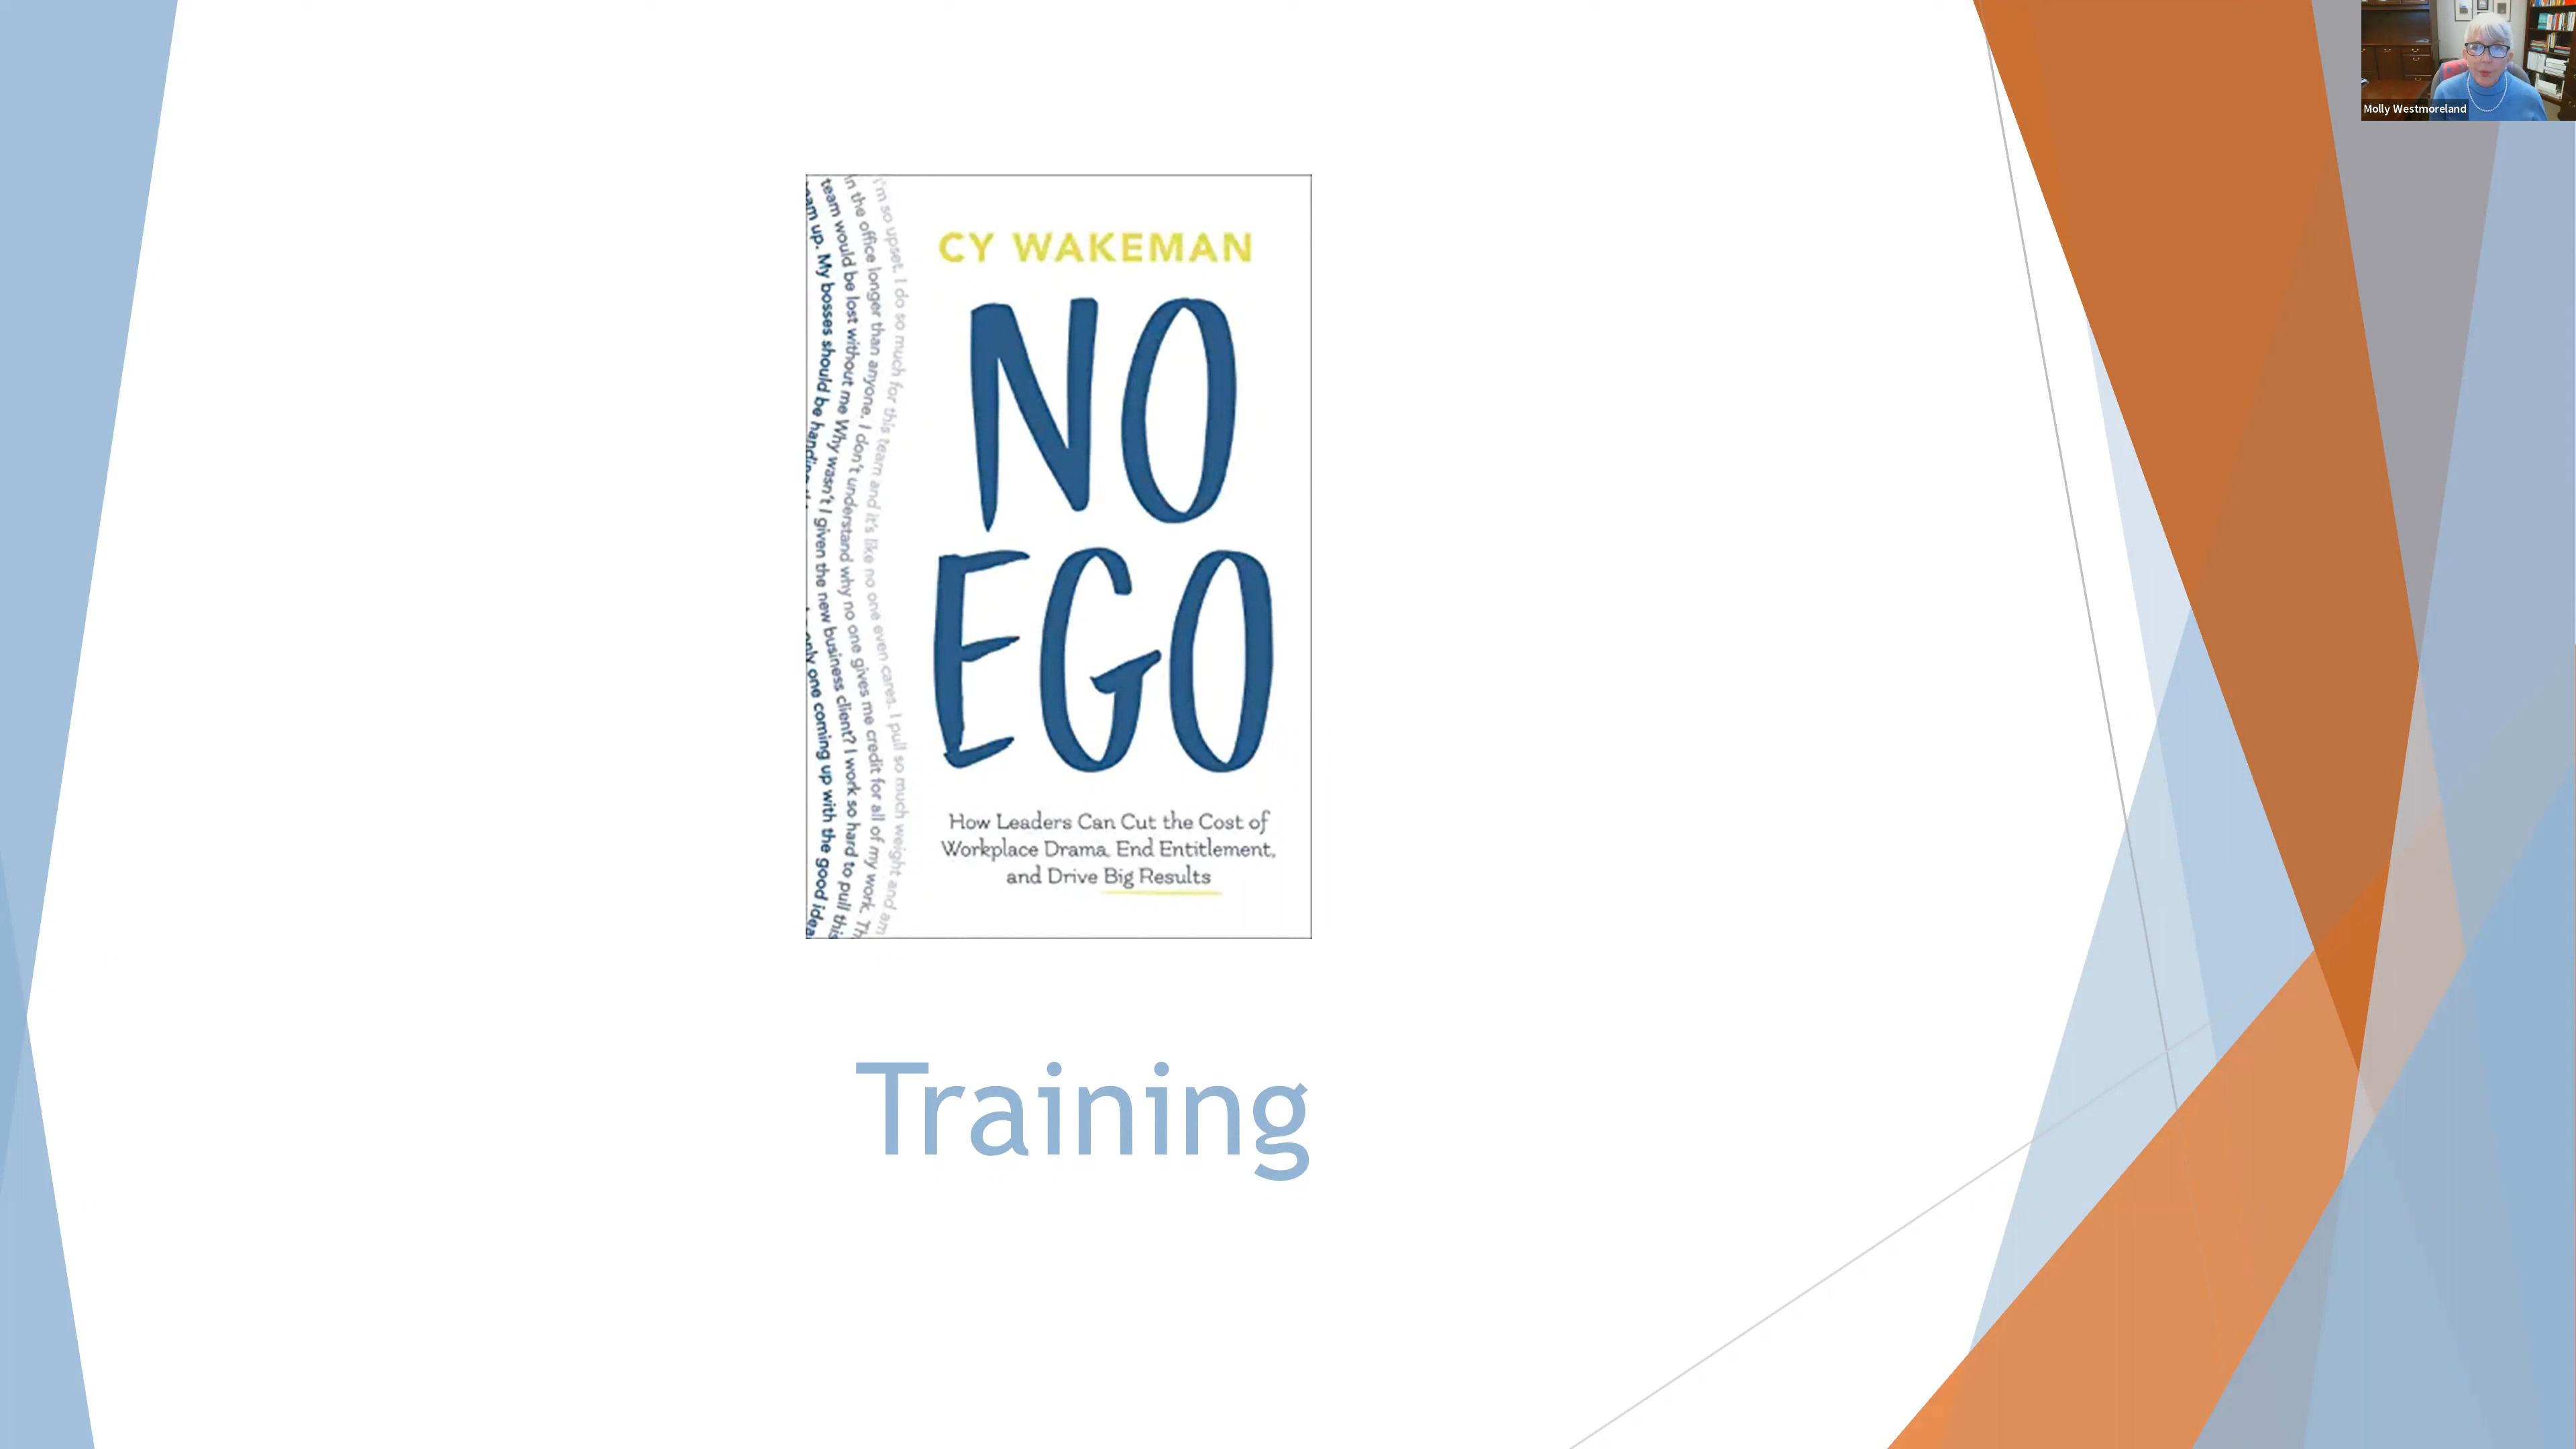 Molly Westmoreland
I'm so upset. I do so much for this team and it's like no one even cares. I pull so much weight and am
in the office longer than anyone. I don't understand why no one gives me credit for all of my work. Th
team would be lost without me Why wasn't I given the new business client? I work so hard to pull this
eam up. My bosses should be handin
only one coming up with the good idea
CY WAKEMAN
NO
EGO
How Leaders Can Cut the Cost of
Workplace Drama, End Entitlement,
and Drive Big Results
Training